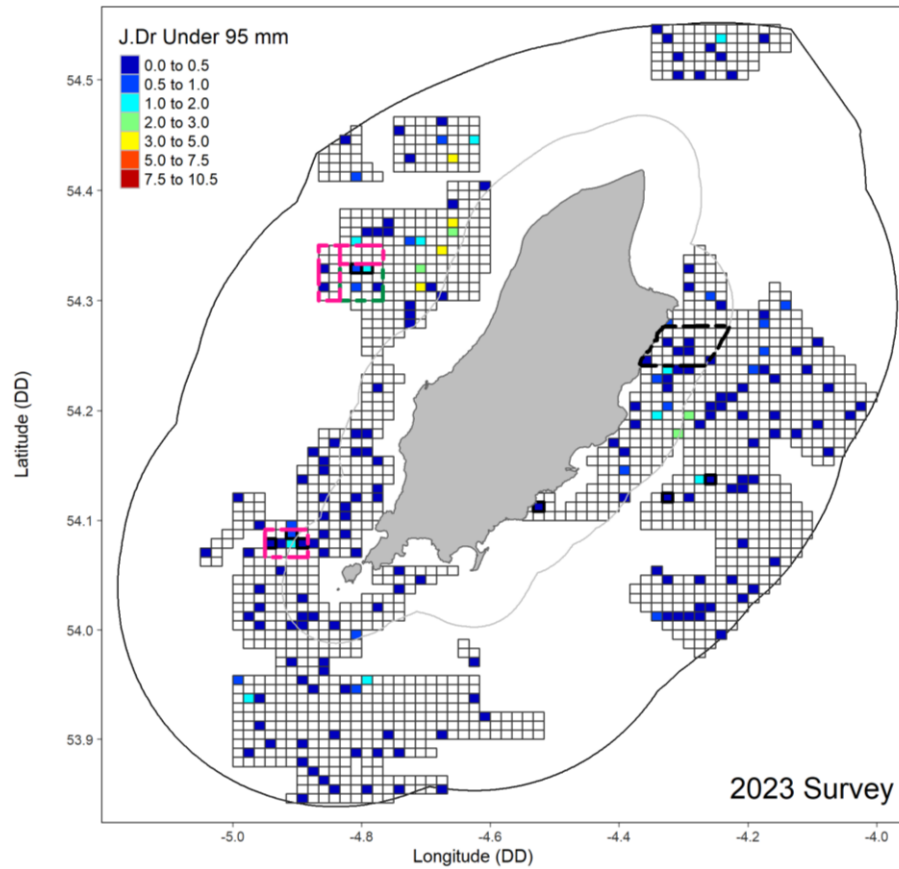 J.Dr Under 95 mm
0.0 to 0.5
0.5 to 1.0
1.0 to 2.0
2.0 to 3.0
3.0 to 5.0
5.0 to 7.5
7.5 to 10.5
54.5
54.4
54.3
54.2
54.1
54.0
53.9
Latitude (DD)
2023 Survey
-5.0 -4.8 -4.6 -4.4 -4.2 -4.0
Longitude (DD)